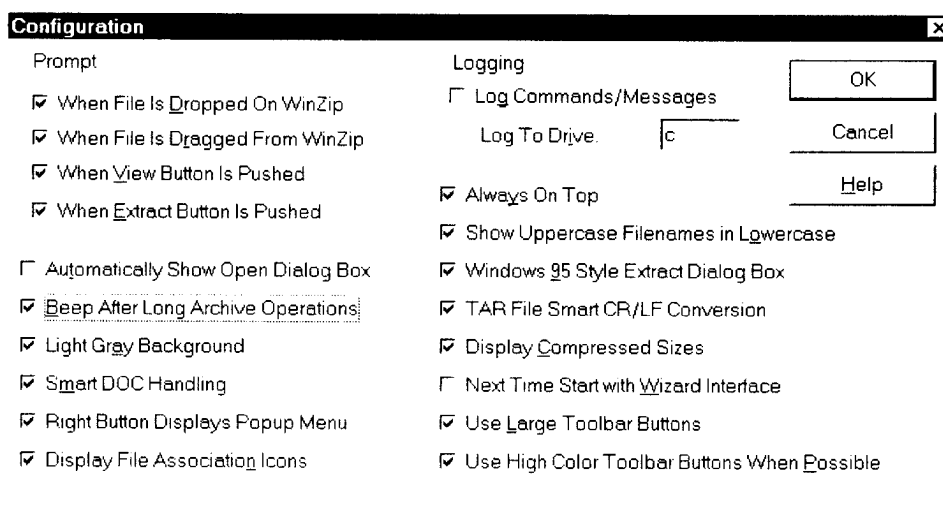 Configuration
Prompt
When File Is Dropped On WinZip
When File Is Dragged From WinZip
When View Button Is Pushed
When Extract Button Is Pushed
Automatically Show Open Dialog Box
Beep After Long Archive Operations
Light Gray Background
Smart DOC Handling
Right Button Displays Popup Menu
Display File Association Icons
Logging
Log Commands/Messages
Log To Drive.
c
Always On Top
Show Uppercase Filenames in Lowercase
Windows 95 Style Extract Dialog Box
TAR File Smart CR/LF Conversion
Display Compressed Sizes
Next Time Start with Wizard Interface
Use Large Toolbar Buttons
Use High Color Toolbar Buttons When Possible
OK
Cancel
Help